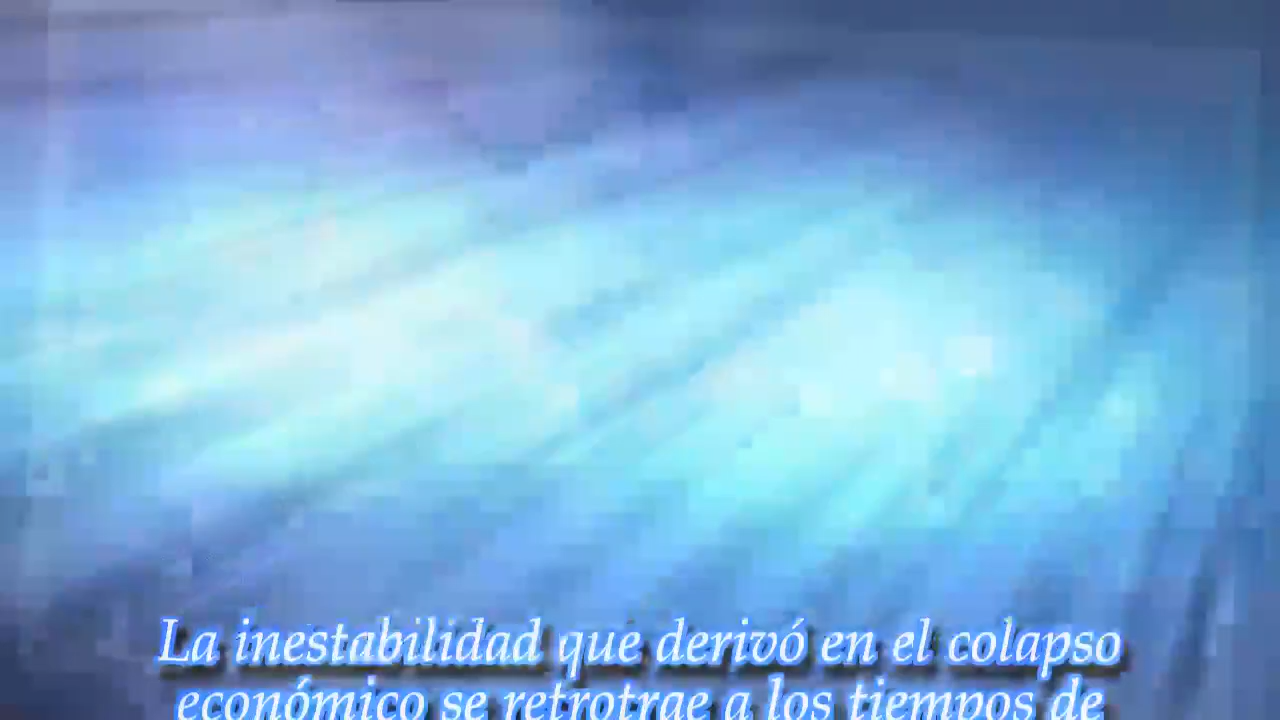 La inestabilidad que derivó en el colapso
económico se retrotrae a los tiempos de